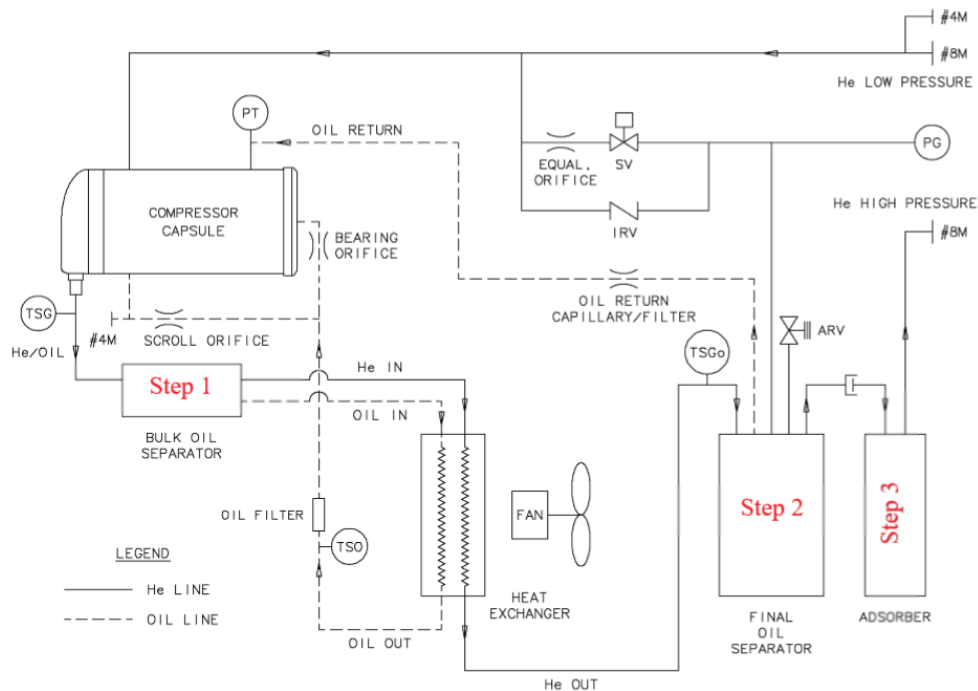 #4M
#8M
He LOW PRESSURE
PT
OIL RETURN
EQUAL.
ORIFICE
SV
PG
IRV
He HIGH PRESSURE
#8M
COMPRESSOR
CAPSULE
BEARING
ORIFICE
OIL RETURN
CAPILLARY/FILTER
TSG
#4M
SCROLL ORIFICE
He/OIL
TSGo
ARV
Step 1
He IN
OIL IN
BULK OIL
SEPARATOR
OIL FILTER
TSO
FAN
Step 2
Step 3
LEGEND
He LINE
OIL LINE
HEAT
EXCHANGER
OIL OUT
He OUT
FINAL
OIL
SEPARATOR
ADSORBER